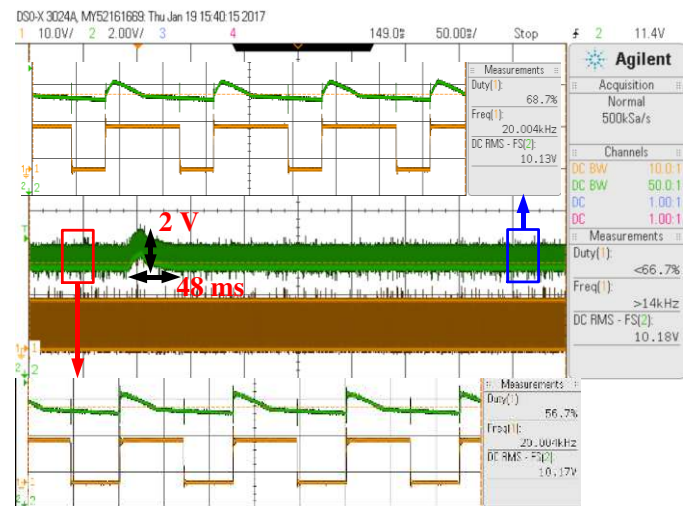 DSO-X 3024A, MY52161669: Thu Jan 19 15:40:15 2017
1 10.0V/ 2 2.00V/ 3 4 149.0s 50.00s/ Stop 2 11.4V
Agilent
Acquisition
Normal
500kSa/s
Channels
DC BW 10.0:1
DC BW 50.0:1
DC 1.00:1
DC 1.00:1
Measurements
Duty(1):
<66.7%
Freq(1):
>14kHz
DC RMS - FS(2):
10.18V
Measurements
Duty(1):
68.7%
Freq(1):
20.004kHz
DC RMS - FS(2):
10.13V
2 V
48 ms
Measurements
Duty(1)
56.7%
Freq(1):
20.004kHz
DC RMS - FS(2):
10.17V